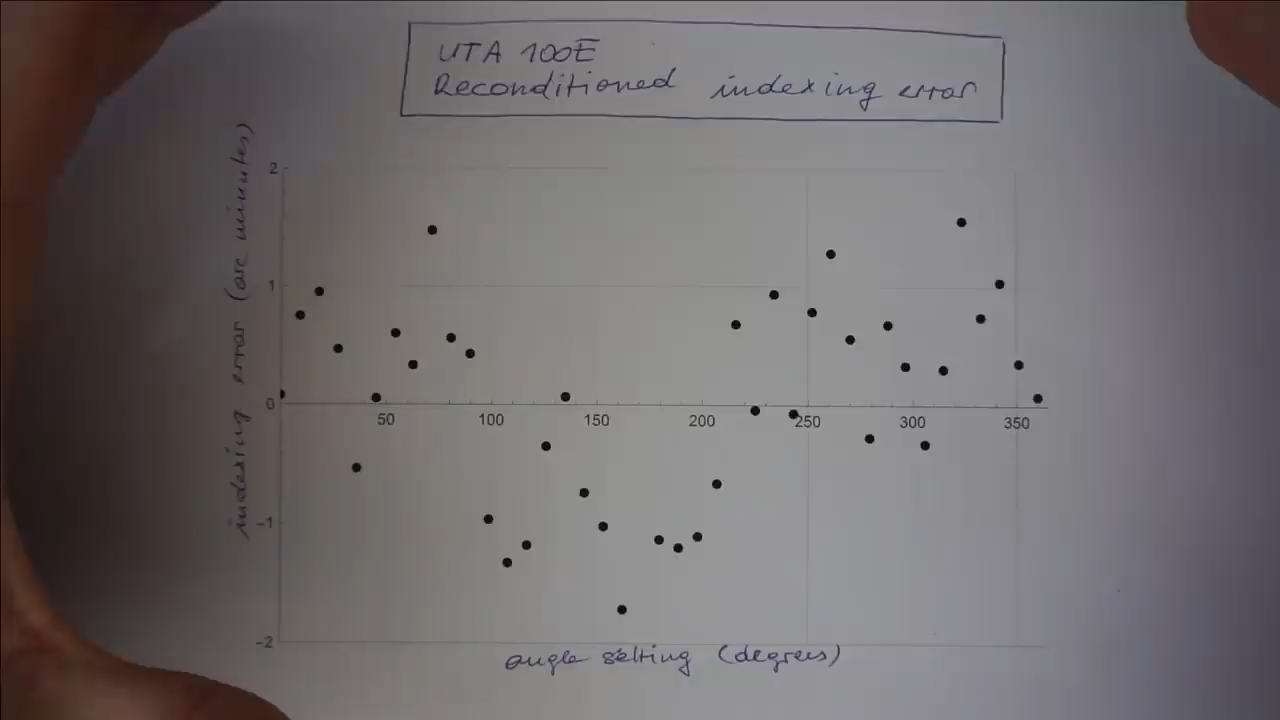 UTA 100E
Reconditioned indexing error
indexing error (arc minutes)
2
1
0
-1
-2
50 100 150 200 250 300 350
angle setting (degrees)